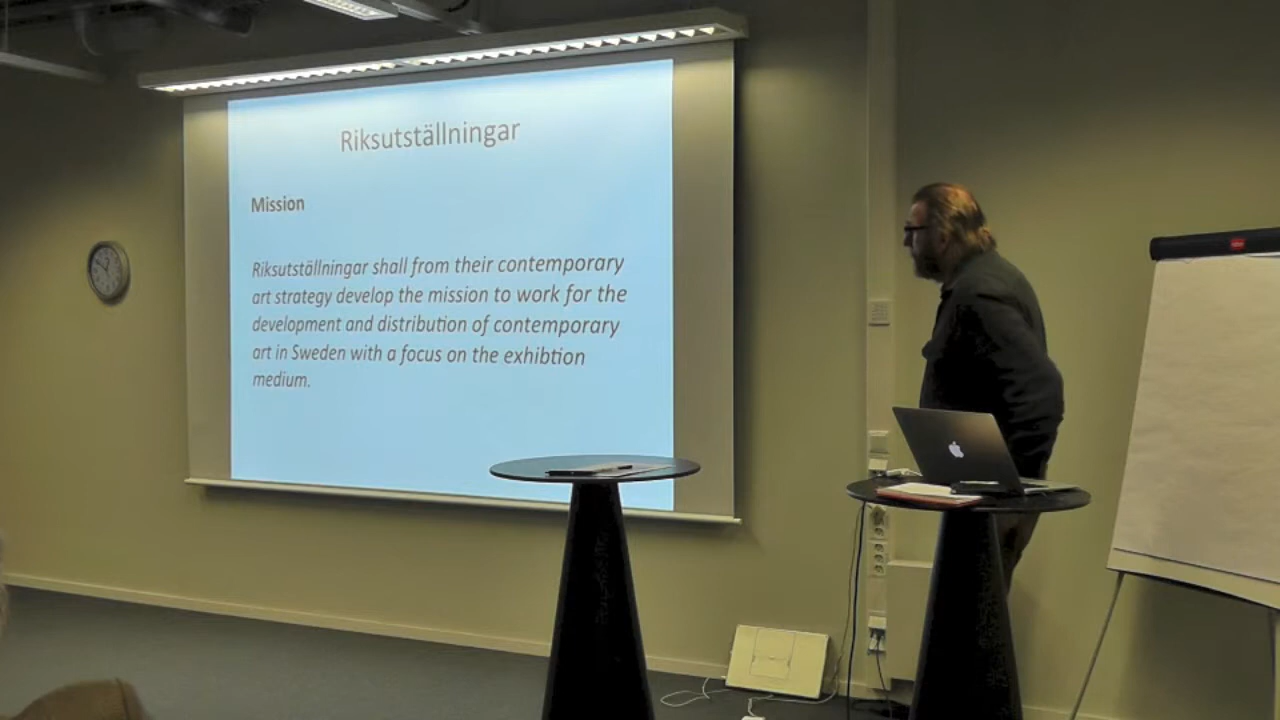 Riksutställningar
Mission
Riksutställningar shall from their contemporary
art strategy develop the mission to work for the
development and distribution of contemporary
art in Sweden with a focus on the exhibtion
medium.